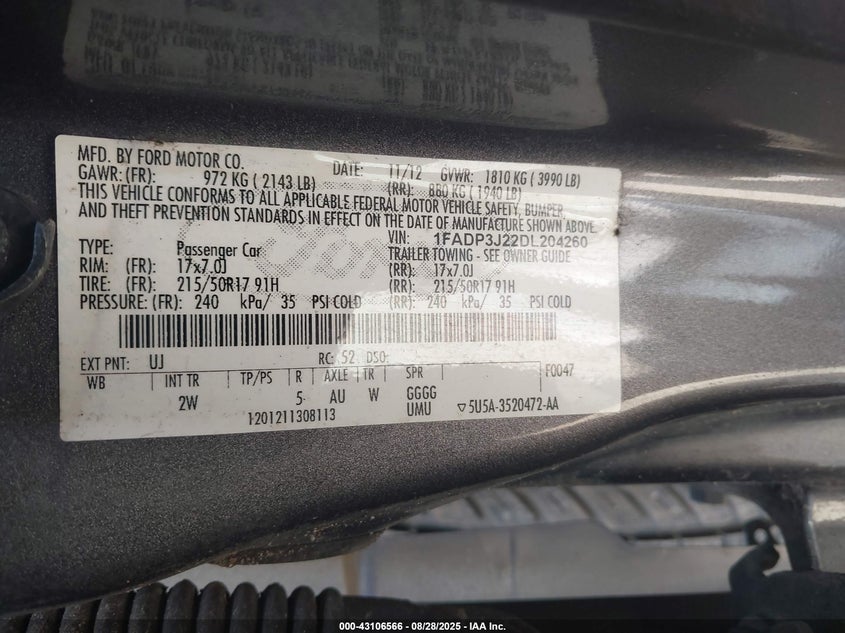 MFD. BY FORD MOTOR CO. DATE: 11/12 GVWR: 1810 KG ( 3990 LB)
GAWR: (FR): 972 KG ( 2143 LB) (RR): 880 KG ( 1940 LB)
THIS VEHICLE CONFORMS TO ALL APPLICABLE FEDERAL MOTOR VEHICLE SAFETY, BUMPER,
AND THEFT PREVENTION STANDARDS IN EFFECT ON THE DATE OF MANUFACTURE SHOWN ABOVE.
VIN: 1FADP3J22DL204260
TYPE: Passenger Car TRAILER TOWING - SEE OWNER GUIDE
RIM: (FR): 17x7.0J (RR): 17x7.0J
TIRE: (FR): 215/50R17 91H (RR): 215/50R17 91H
PRESSURE: (FR): 240 kPa/ 35 PSI COLD (RR): 240 kPa/ 35 PSI COLD
EXT PNT: UJ RC: 52 DSO: F0047
WB INT TR TP/PS R AXLE TR SPR
2W 5 AU W GGGG
1201211308113 UMU ▽5U5A-3520472-AA
000-43106566 - 08/28/2025 - IAA Inc.